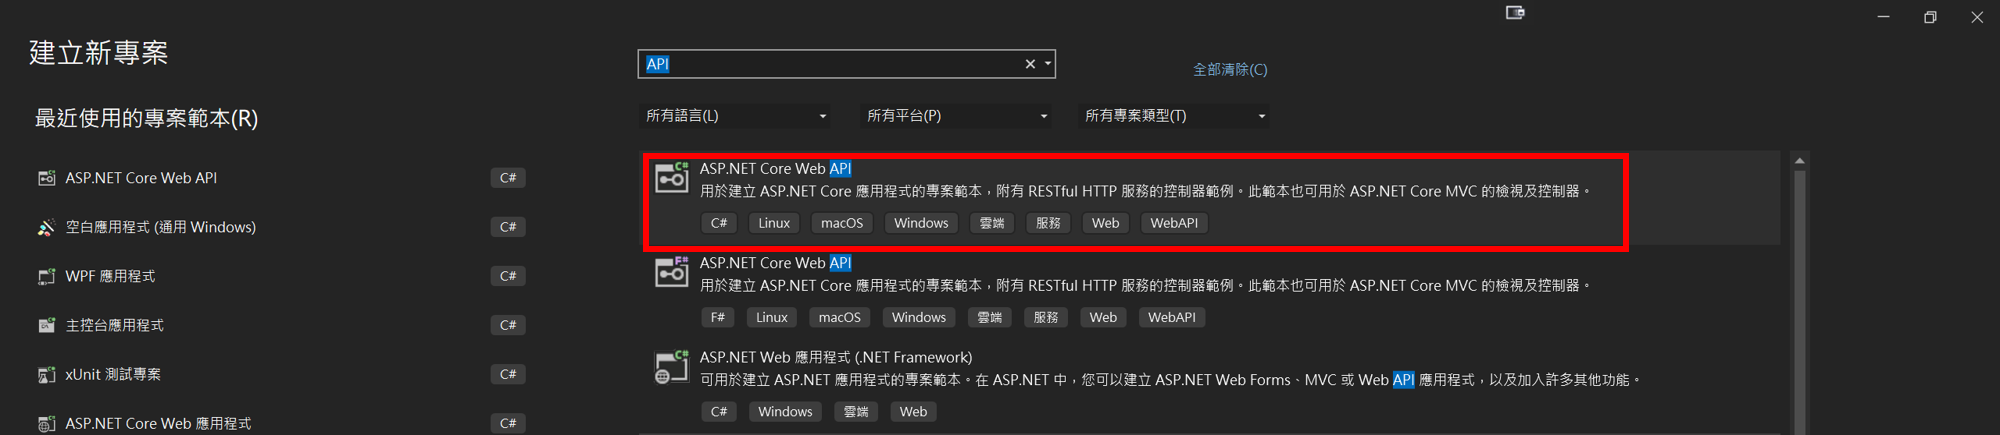 建立新專案
最近使用的專案範本(R)
ASP.NET Core Web API C#
空白應用程式 (通用 Windows) C#
WPF 應用程式 C#
主控台應用程式 C#
xUnit 測試專案 C#
ASP.NET Core Web 應用程式 C#
API
全部清除(C)
所有語言(L) 所有平台(P) 所有專案類型(T)
ASP.NET Core Web API
用於建立 ASP.NET Core 應用程式的專案範本，附有 RESTful HTTP 服務的控制器範例。此範本也可用於 ASP.NET Core MVC 的檢視及控制器。
C# Linux macOS Windows 雲端 服務 Web WebAPI
ASP.NET Core Web API
用於建立 ASP.NET Core 應用程式的專案範本，附有 RESTful HTTP 服務的控制器範例。此範本也可用於 ASP.NET Core MVC 的檢視及控制器。
F# Linux macOS Windows 雲端 服務 Web WebAPI
ASP.NET Web 應用程式 (.NET Framework)
可用於建立 ASP.NET 應用程式的專案範本。在 ASP.NET 中，您可以建立 ASP.NET Web Forms、MVC 或 Web API 應用程式，以及加入許多其他功能。
C# Windows 雲端 Web